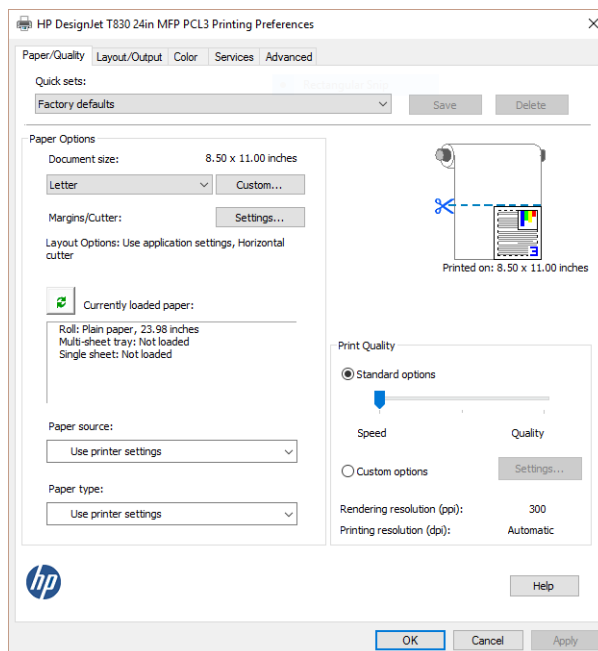 HP DesignJet T830 24in MFP PCL3 Printing Preferences
Paper/Quality Layout/Output Color Services Advanced
Quick sets:
Factory defaults
Save
Delete
Paper Options
Document size:
8.50 x 11.00 inches
Letter
Custom...
Margins/Cutter:
Settings...
Layout Options: Use application settings, Horizontal
cutter
Currently loaded paper:
Roll: Plain paper, 23.98 inches
Multi-sheet tray: Not loaded
Single sheet: Not loaded
Paper source:
Use printer settings
Paper type:
Use printer settings
3
Printed on: 8.50 x 11.00 inches
Print Quality
Standard options
Speed
Quality
Custom options
Settings...
Rendering resolution (ppi):
300
Printing resolution (dpi):
Automatic
hp
Help
OK
Cancel
Apply